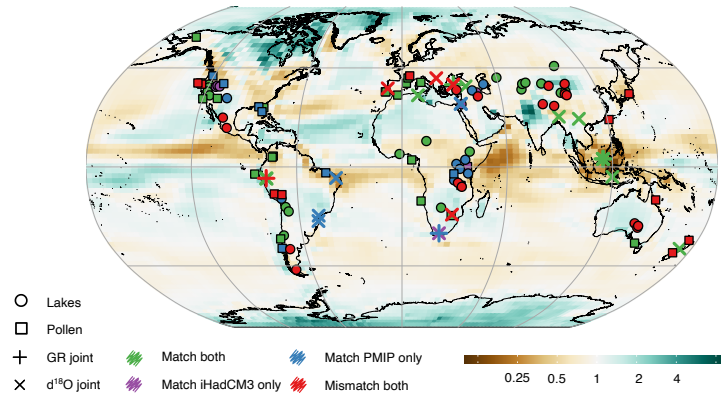 Lakes
Pollen
GR joint
Match both
Match PMIP only
d¹⁸O joint
Match iHadCM3 only
Mismatch both
0.25 0.5 1 2 4